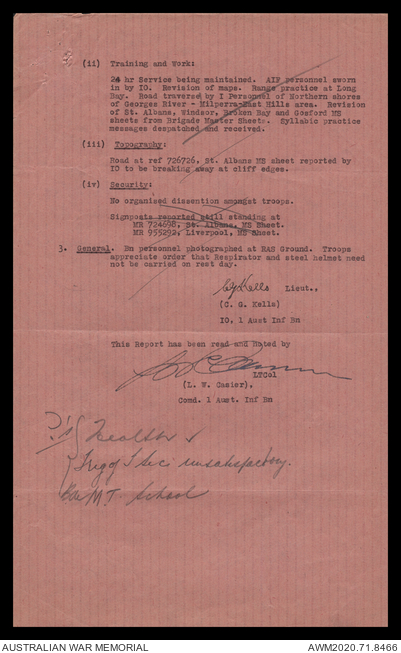 (ii) Training and Work:
24 hr Service being maintained. AIF personnel sworn
in by IO. Revision of maps. Range practice at Long
Bay. Road traversed by I Personnel of Northern shores
of Georges River - Milperra-East Hills area. Revision
of St. Albans, Windsor, Broken Bay and Gosford MS
sheets from Brigade Master Sheets. Syllabic practice
messages despatched and received.
(iii) Topography:
Road at ref 726726, St. Albans MS sheet reported by
IO to be breaking away at cliff edges.
(iv) Security:
No organised dissention amongst troops.
Signposts reported still standing at
MR 724698, St. Albans, MS Sheet.
MR 955292, Liverpool, MS Sheet.
3. General. Bn personnel photographed at RAS Ground. Troops
appreciate order that Respirator and steel helmet need
not be carried on rest day.
Lieut.,
(C. G. Kells)
IO, 1 Aust Inf Bn
This Report has been read and noted by
LTCol
(L. W. Casier),
Comd. 1 Aust. Inf Bn
Trg of I Sec: unsatisfactory.
M.T. School
AUSTRALIAN WAR MEMORIAL
AWM2020.71.8466